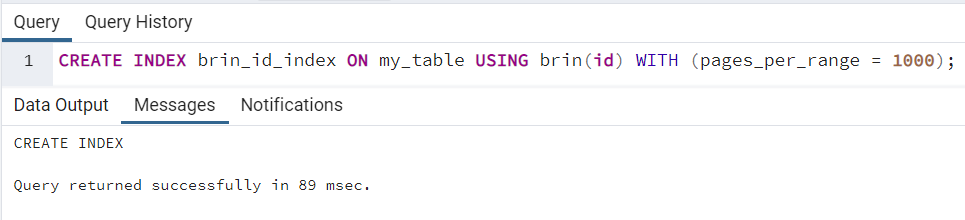 Query Query History
1 CREATE INDEX brin_id_index ON my_table USING brin(id) WITH (pages_per_range = 1000);
Data Output Messages Notifications
CREATE INDEX
Query returned successfully in 89 msec.